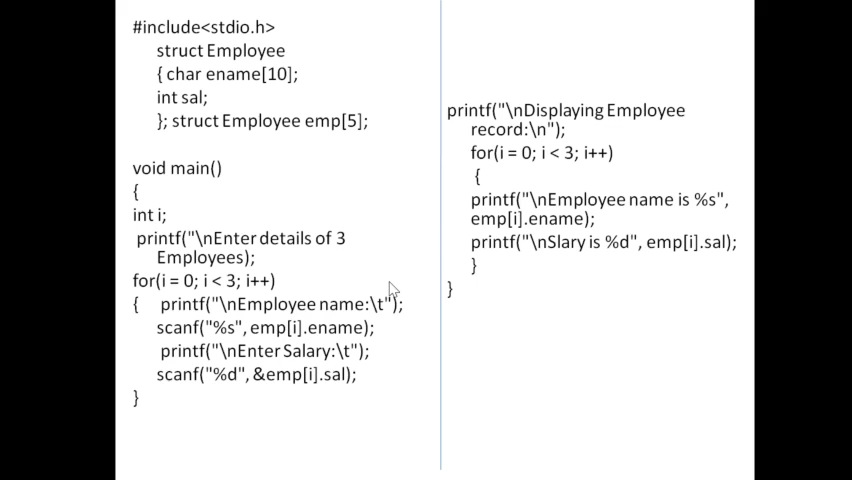 #include<stdio.h>
struct Employee
{ char ename[10];
int sal;
}; struct Employee emp[5];
void main()
{
int i;
printf("\nEnter details of 3
Employees);
for(i = 0; i < 3; i++)
{ printf("\nEmployee name:\t");
scanf("%s", emp[i].ename);
printf("\nEnter Salary:\t");
scanf("%d", &emp[i].sal);
}
printf("\nDisplaying Employee
record:\n");
for(i = 0; i < 3; i++)
{
printf("\nEmployee name is %s",
emp[i].ename);
printf("\nSlary is %d", emp[i].sal);
}
}